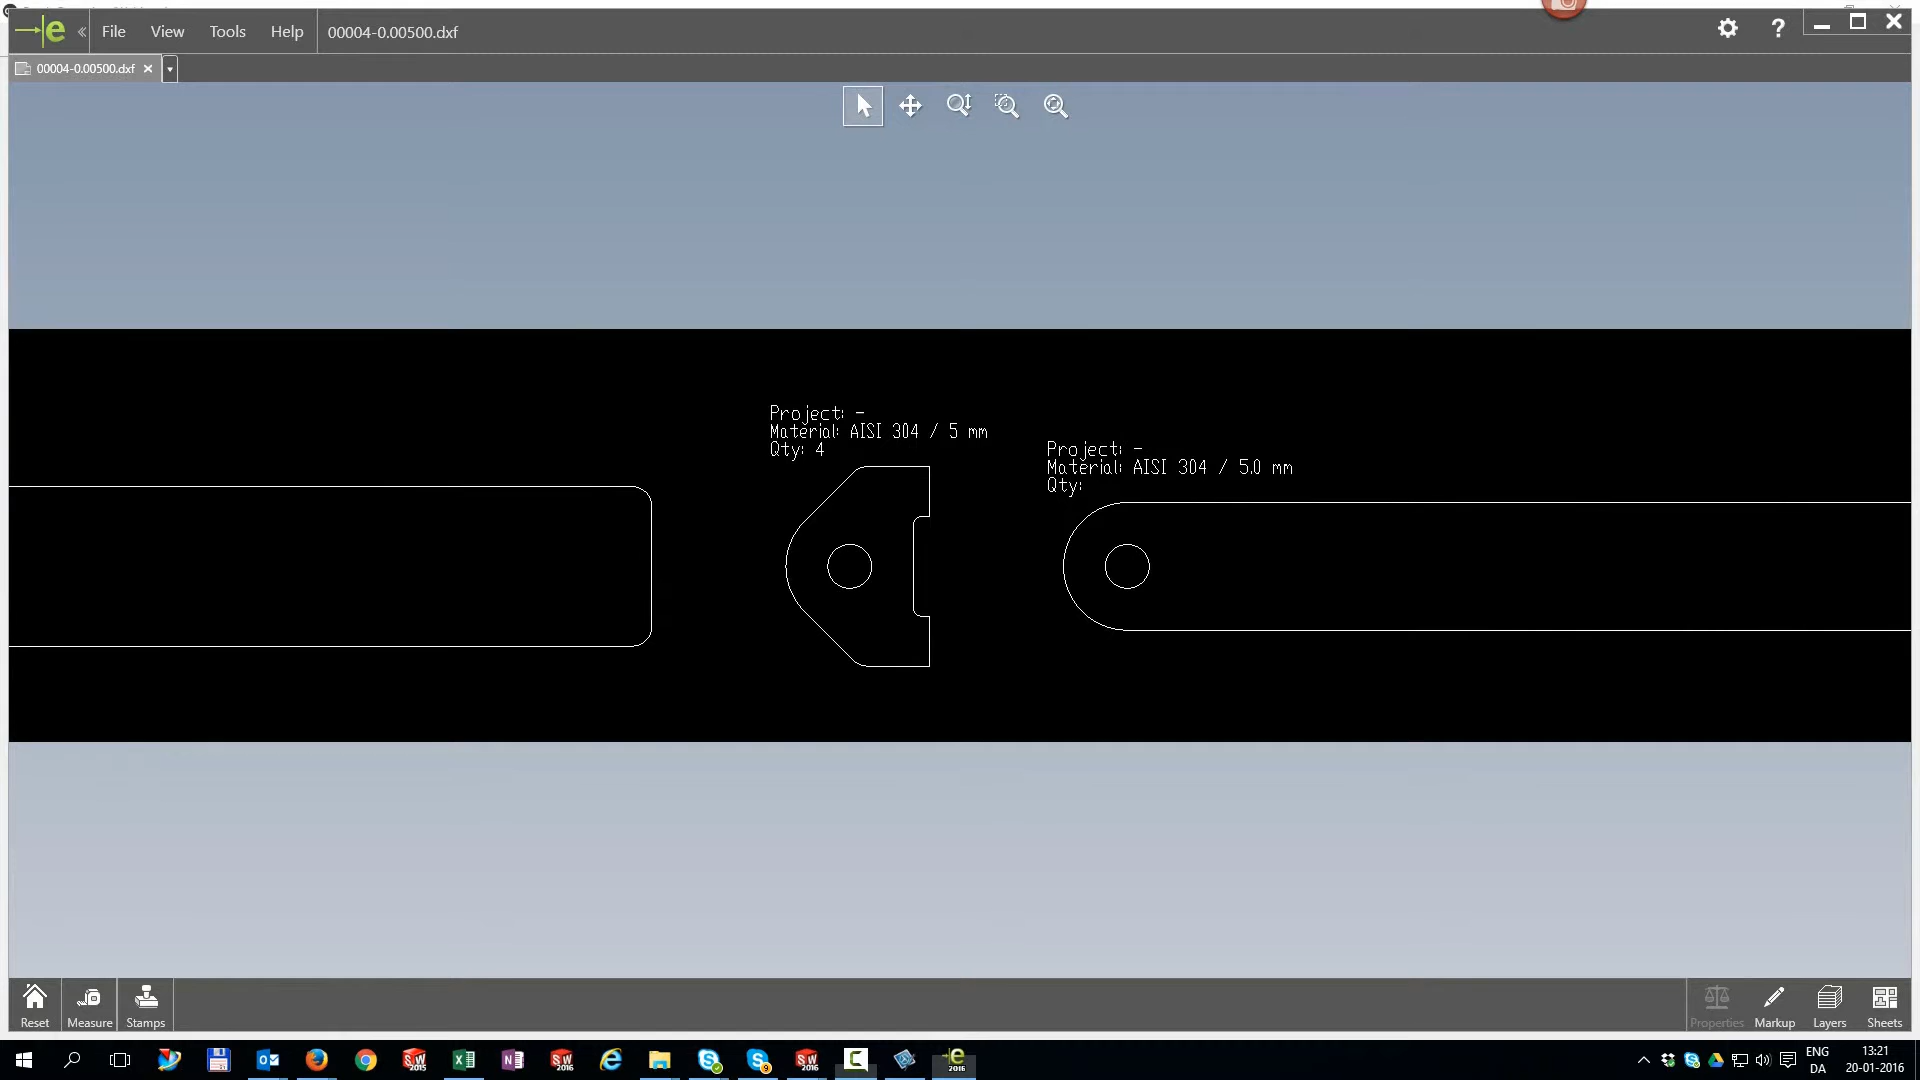 File View Tools Help 00004-0.00500.dxf
00004-0.00500.dxf
Project: -
Material: AISI 304 / 5 mm
Qty: 4
Project: -
Material: AISI 304 / 5.0 mm
Qty:
Reset Measure Stamps Properties Markup Layers Sheets
ENG 13:21
DA 20-01-2016